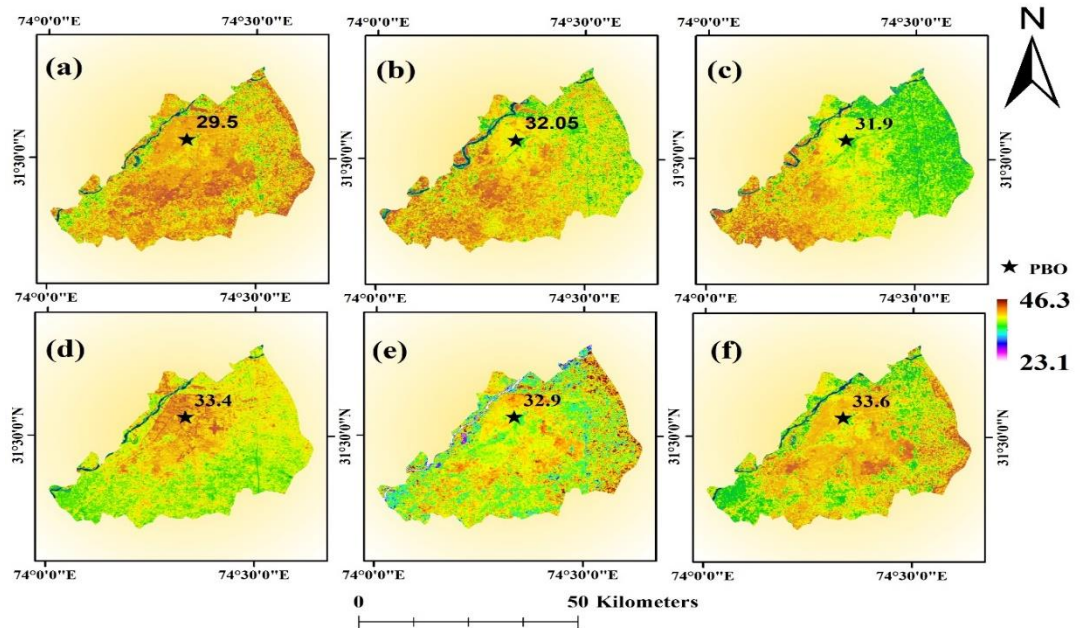 74°0'0"E 74°30'0"E 74°0'0"E 74°30'0"E 74°0'0"E 74°30'0"E
N
(a) 29.5
(b) 32.05
(c) 31.9
31°30'0"N 31°30'0"N 31°30'0"N 31°30'0"N
74°0'0"E 74°30'0"E 74°0'0"E 74°30'0"E 74°0'0"E 74°30'0"E
PBO
46.3
23.1
(d) 33.4
(e) 32.9
(f) 33.6
31°30'0"N 31°30'0"N 31°30'0"N 31°30'0"N
74°0'0"E 74°30'0"E 74°0'0"E 74°30'0"E 74°0'0"E 74°30'0"E
0 50 Kilometers